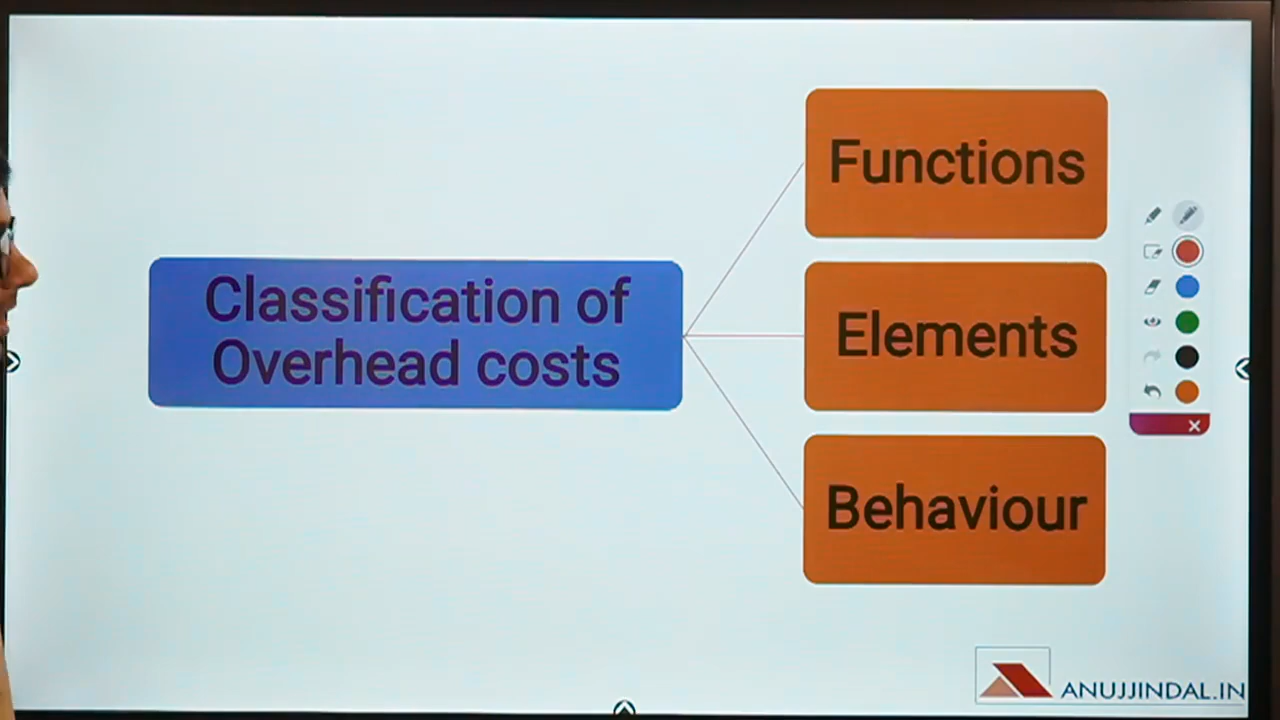 Classification of
Overhead costs
Functions
Elements
Behaviour
ANUJJINDAL.IN